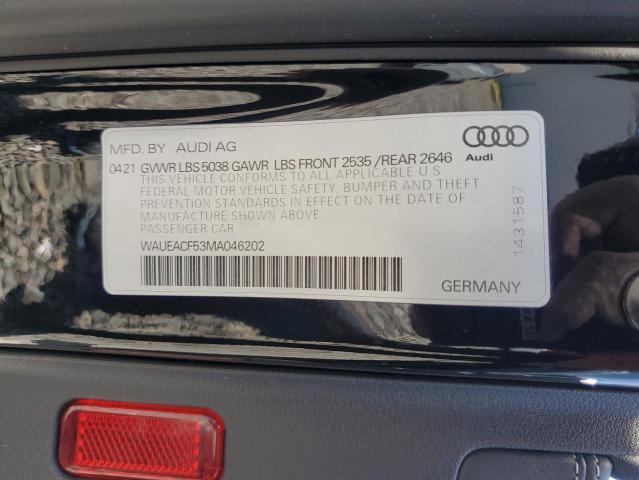 MFD. BY AUDI AG
Audi
0421 GVWR LBS 5038 GAWR LBS FRONT 2535 /REAR 2646
THIS VEHICLE CONFORMS TO ALL APPLICABLE U S
FEDERAL MOTOR VEHICLE SAFETY, BUMPER AND THEFT
PREVENTION STANDARDS IN EFFECT ON THE DATE OF
MANUFACTURE SHOWN ABOVE
PASSENGER CAR
1431587
WAUEACF53MA046202
GERMANY